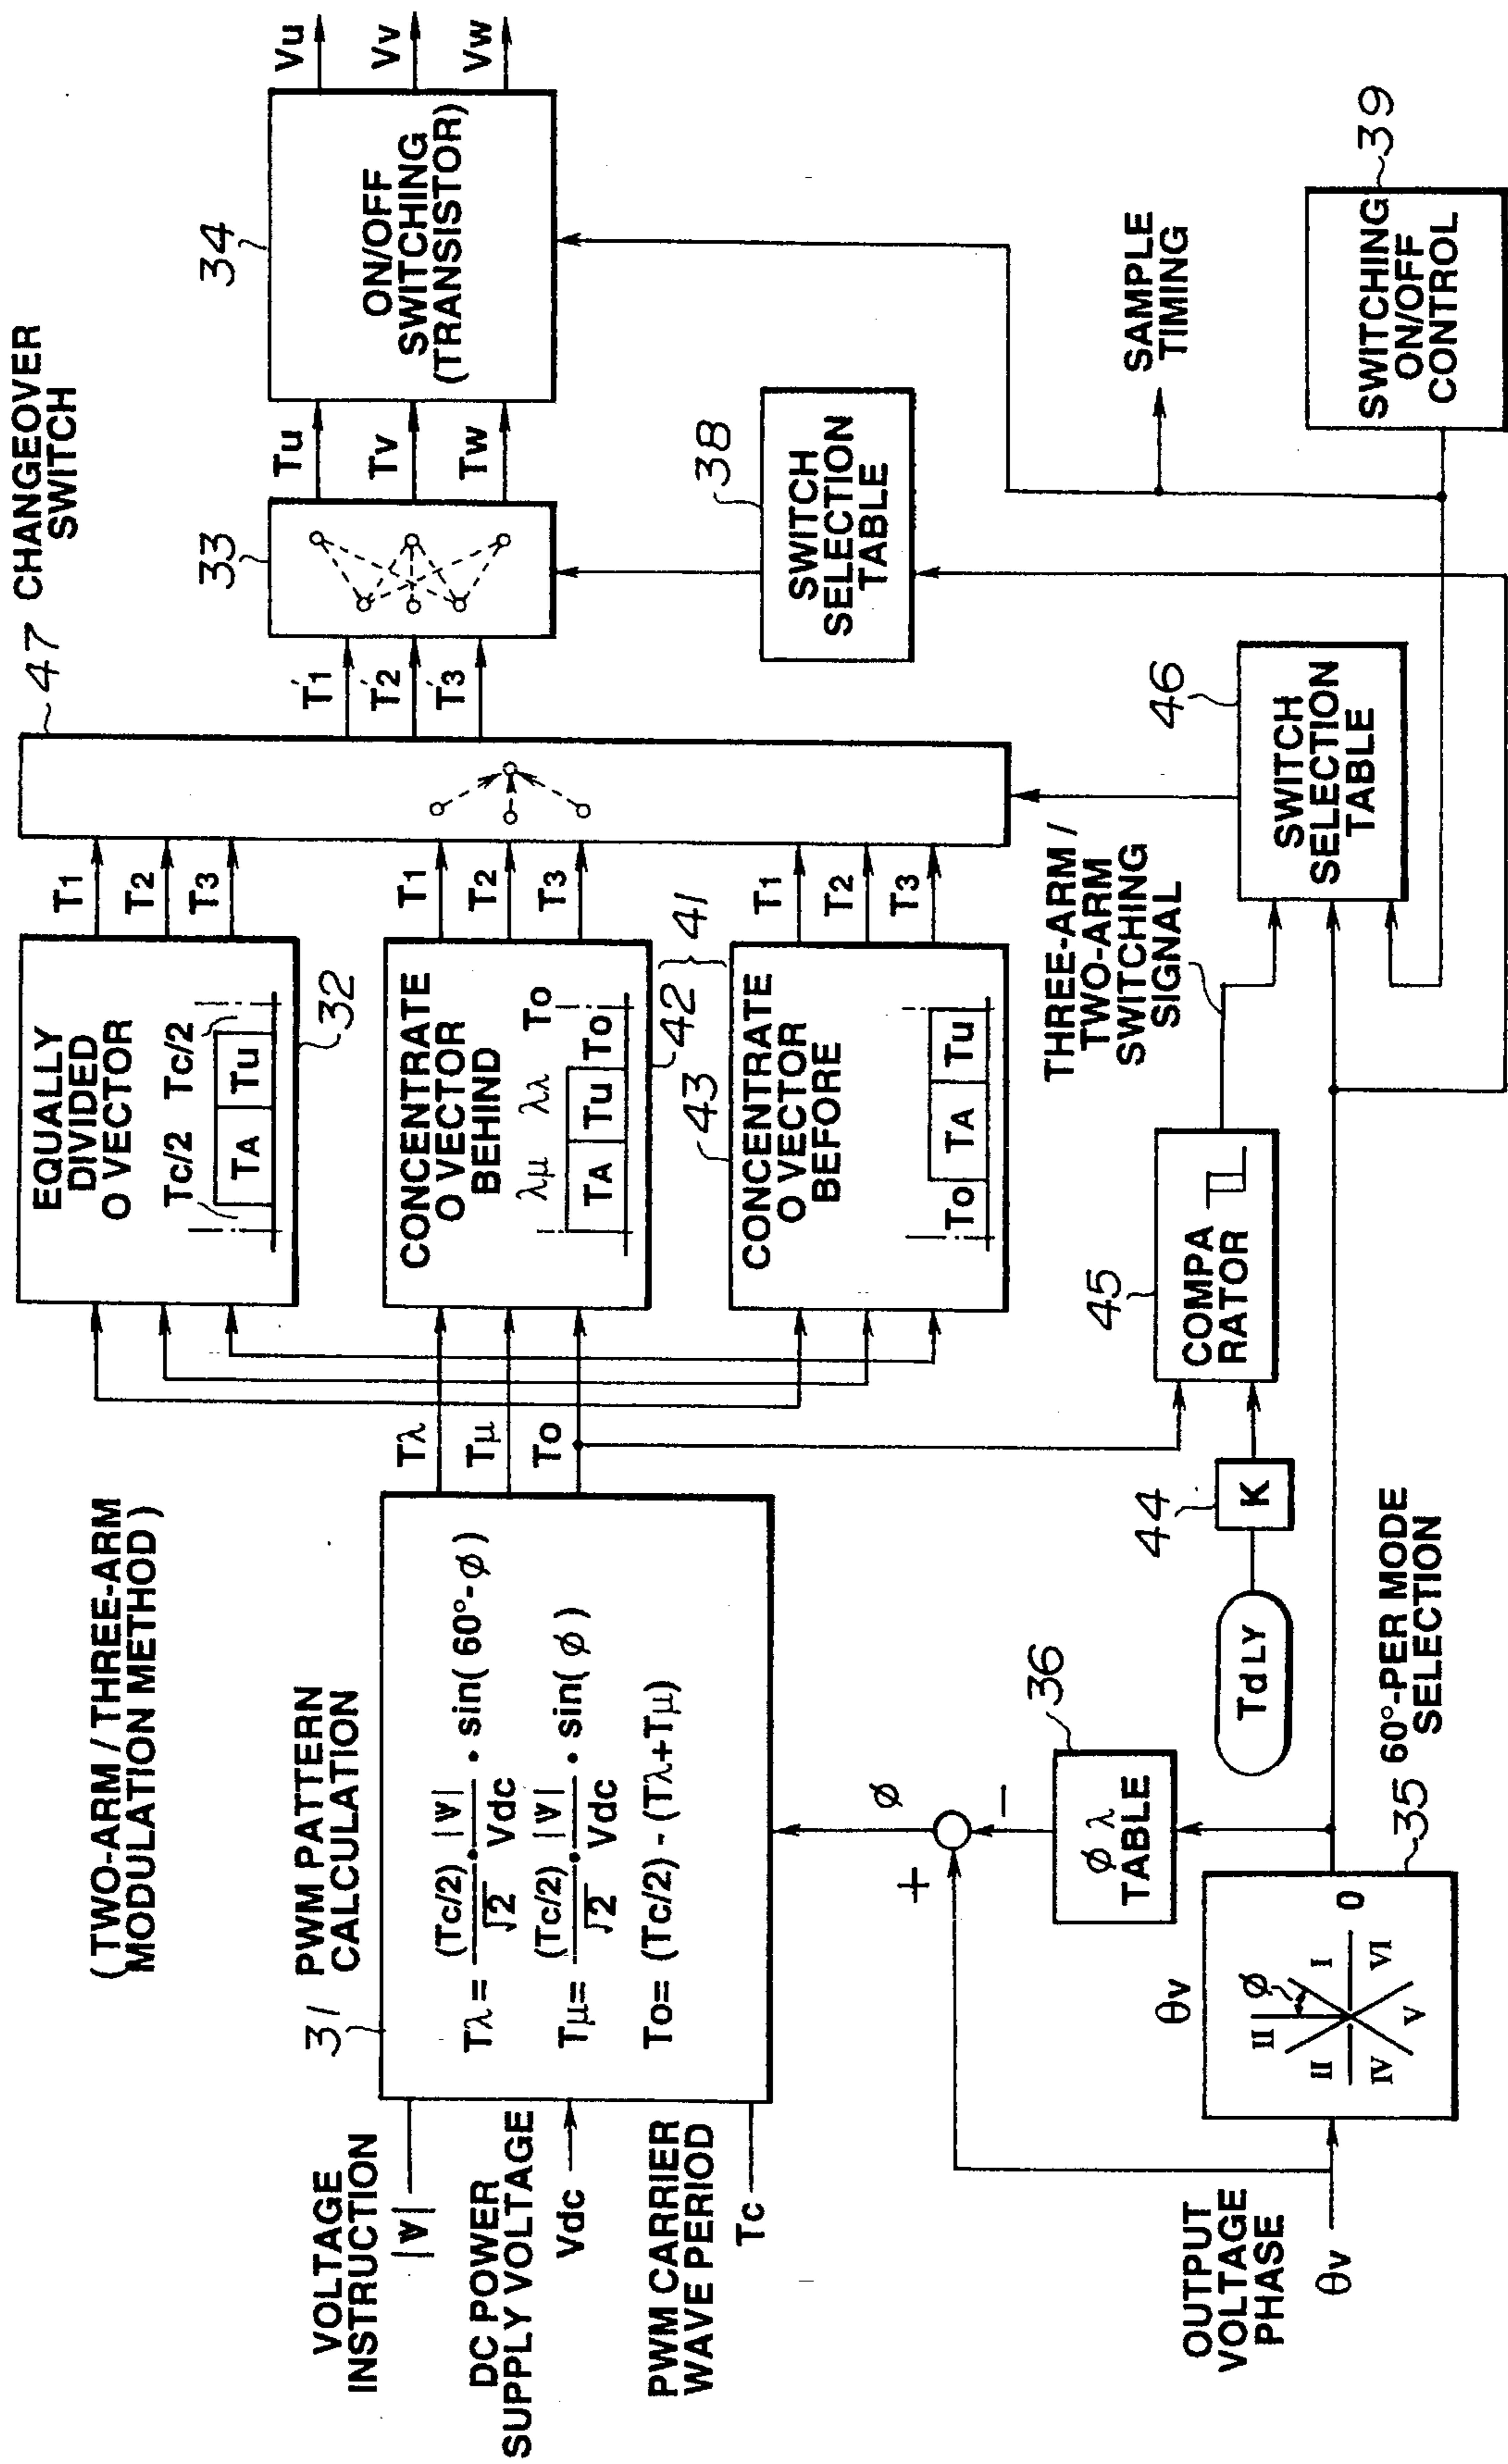 (TWO-ARM / THREE-ARM
MODULATION METHOD)
31 PWM PATTERN
CALCULATION
VOLTAGE
INSTRUCTION
|V|
DC POWER
SUPPLY VOLTAGE
Vdc
PWM CARRIER
WAVE PERIOD
Tc
Tλ = (Tc/2)/√2 • |V|/Vdc • sin(60°-ø)
Tμ = (Tc/2)/√2 • |V|/Vdc • sin(ø)
To= (Tc/2) - (Tλ+Tμ)
Tλ
Tμ
To
EQUALLY
DIVIDED
O VECTOR
Tc/2 Tc/2
TA Tu
32
CONCENTRATE
O VECTOR
BEHIND
λμ λλ To
TA Tu To
42
41
43
CONCENTRATE
O VECTOR
BEFORE
To TA Tu
T1
T2
T3
T1
T2
T3
T1
T2
T3
47 CHANGEOVER
SWITCH
T'1
T'2
T'3
33
Tu
Tv
Tw
34
ON/OFF
SWITCHING
(TRANSISTOR)
Vu
Vv
Vw
38
SWITCH
SELECTION
TABLE
SAMPLE
TIMING
39
SWITCHING
ON/OFF
CONTROL
46
SWITCH
SELECTION
TABLE
THREE-ARM /
TWO-ARM
SWITCHING
SIGNAL
45
COMPA
RATOR
44
K
TdLY
36
ø λ
TABLE
ø
+
−
OUTPUT
VOLTAGE
PHASE
θv
θv
II ø I 0
II IV V VI
35 60°-PER MODE
SELECTION